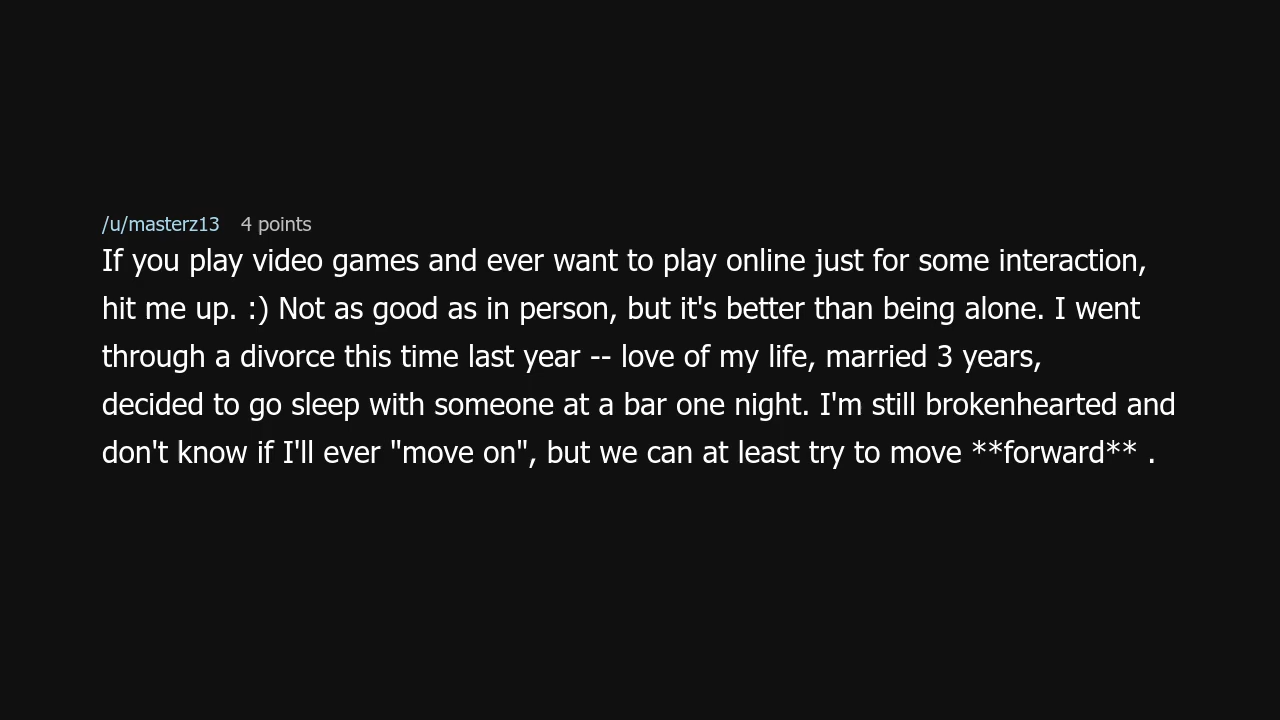 /u/masterz13 4 points
If you play video games and ever want to play online just for some interaction,
hit me up. :) Not as good as in person, but it's better than being alone. I went
through a divorce this time last year -- love of my life, married 3 years,
decided to go sleep with someone at a bar one night. I'm still brokenhearted and
don't know if I'll ever "move on", but we can at least try to move **forward** .